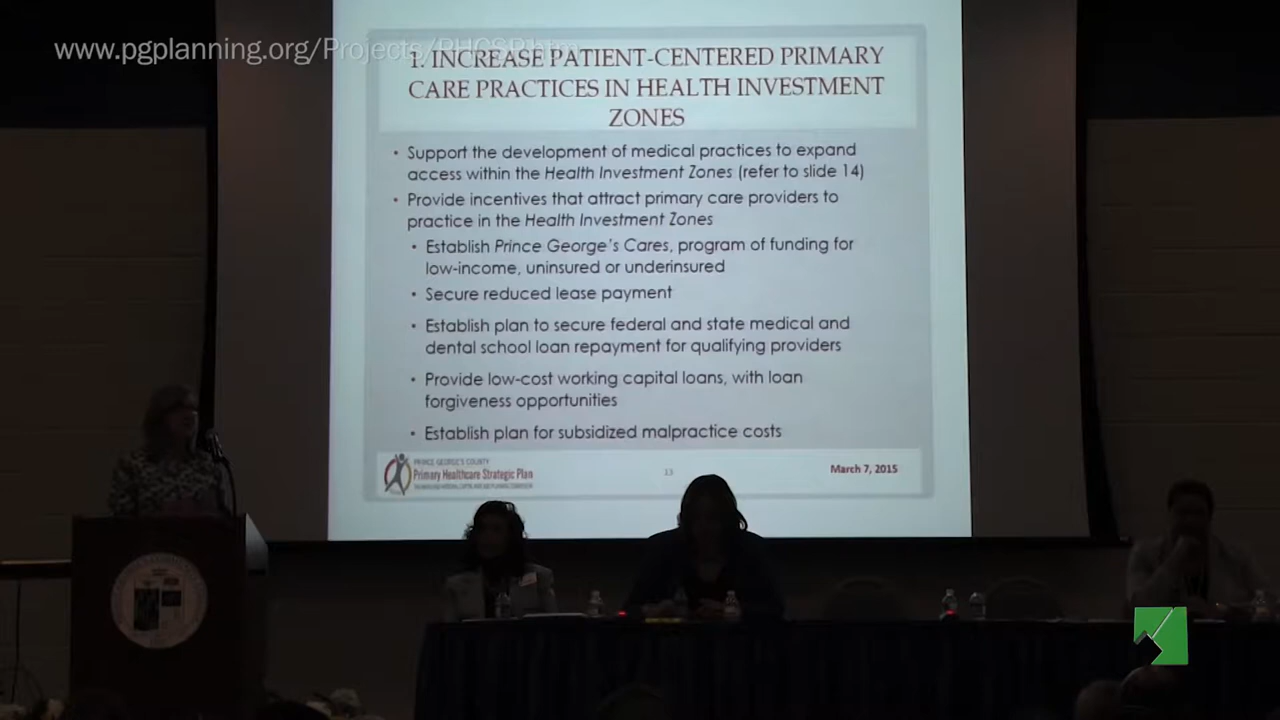 www.pgplanning.org/Projects/PHCSP.htm
1. INCREASE PATIENT-CENTERED PRIMARY
CARE PRACTICES IN HEALTH INVESTMENT
ZONES
• Support the development of medical practices to expand
access within the Health Investment Zones (refer to slide 14)
• Provide incentives that attract primary care providers to
practice in the Health Investment Zones
• Establish Prince George's Cares, program of funding for
low-income, uninsured or underinsured
• Secure reduced lease payment
• Establish plan to secure federal and state medical and
dental school loan repayment for qualifying providers
• Provide low-cost working capital loans, with loan
forgiveness opportunities
• Establish plan for subsidized malpractice costs
PRINCE GEORGE'S COUNTY
Primary Healthcare Strategic Plan
13
March 7, 2015